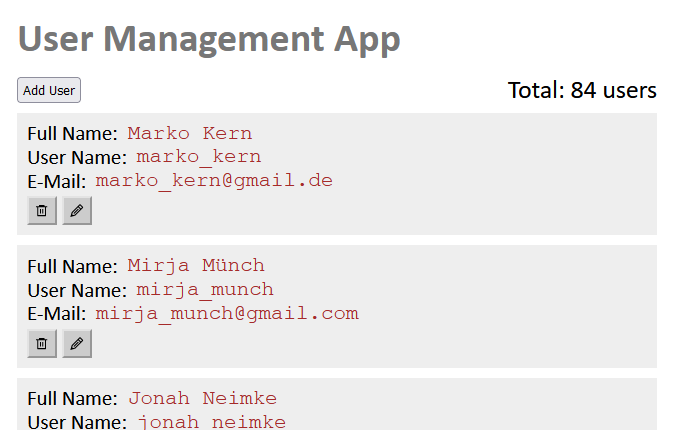 User Management App
Add User
Total: 84 users
Full Name: Marko Kern
User Name: marko_kern
E-Mail: marko_kern@gmail.de
Full Name: Mirja Münch
User Name: mirja_munch
E-Mail: mirja_munch@gmail.com
Full Name: Jonah Neimke
User Name: jonah_neimke